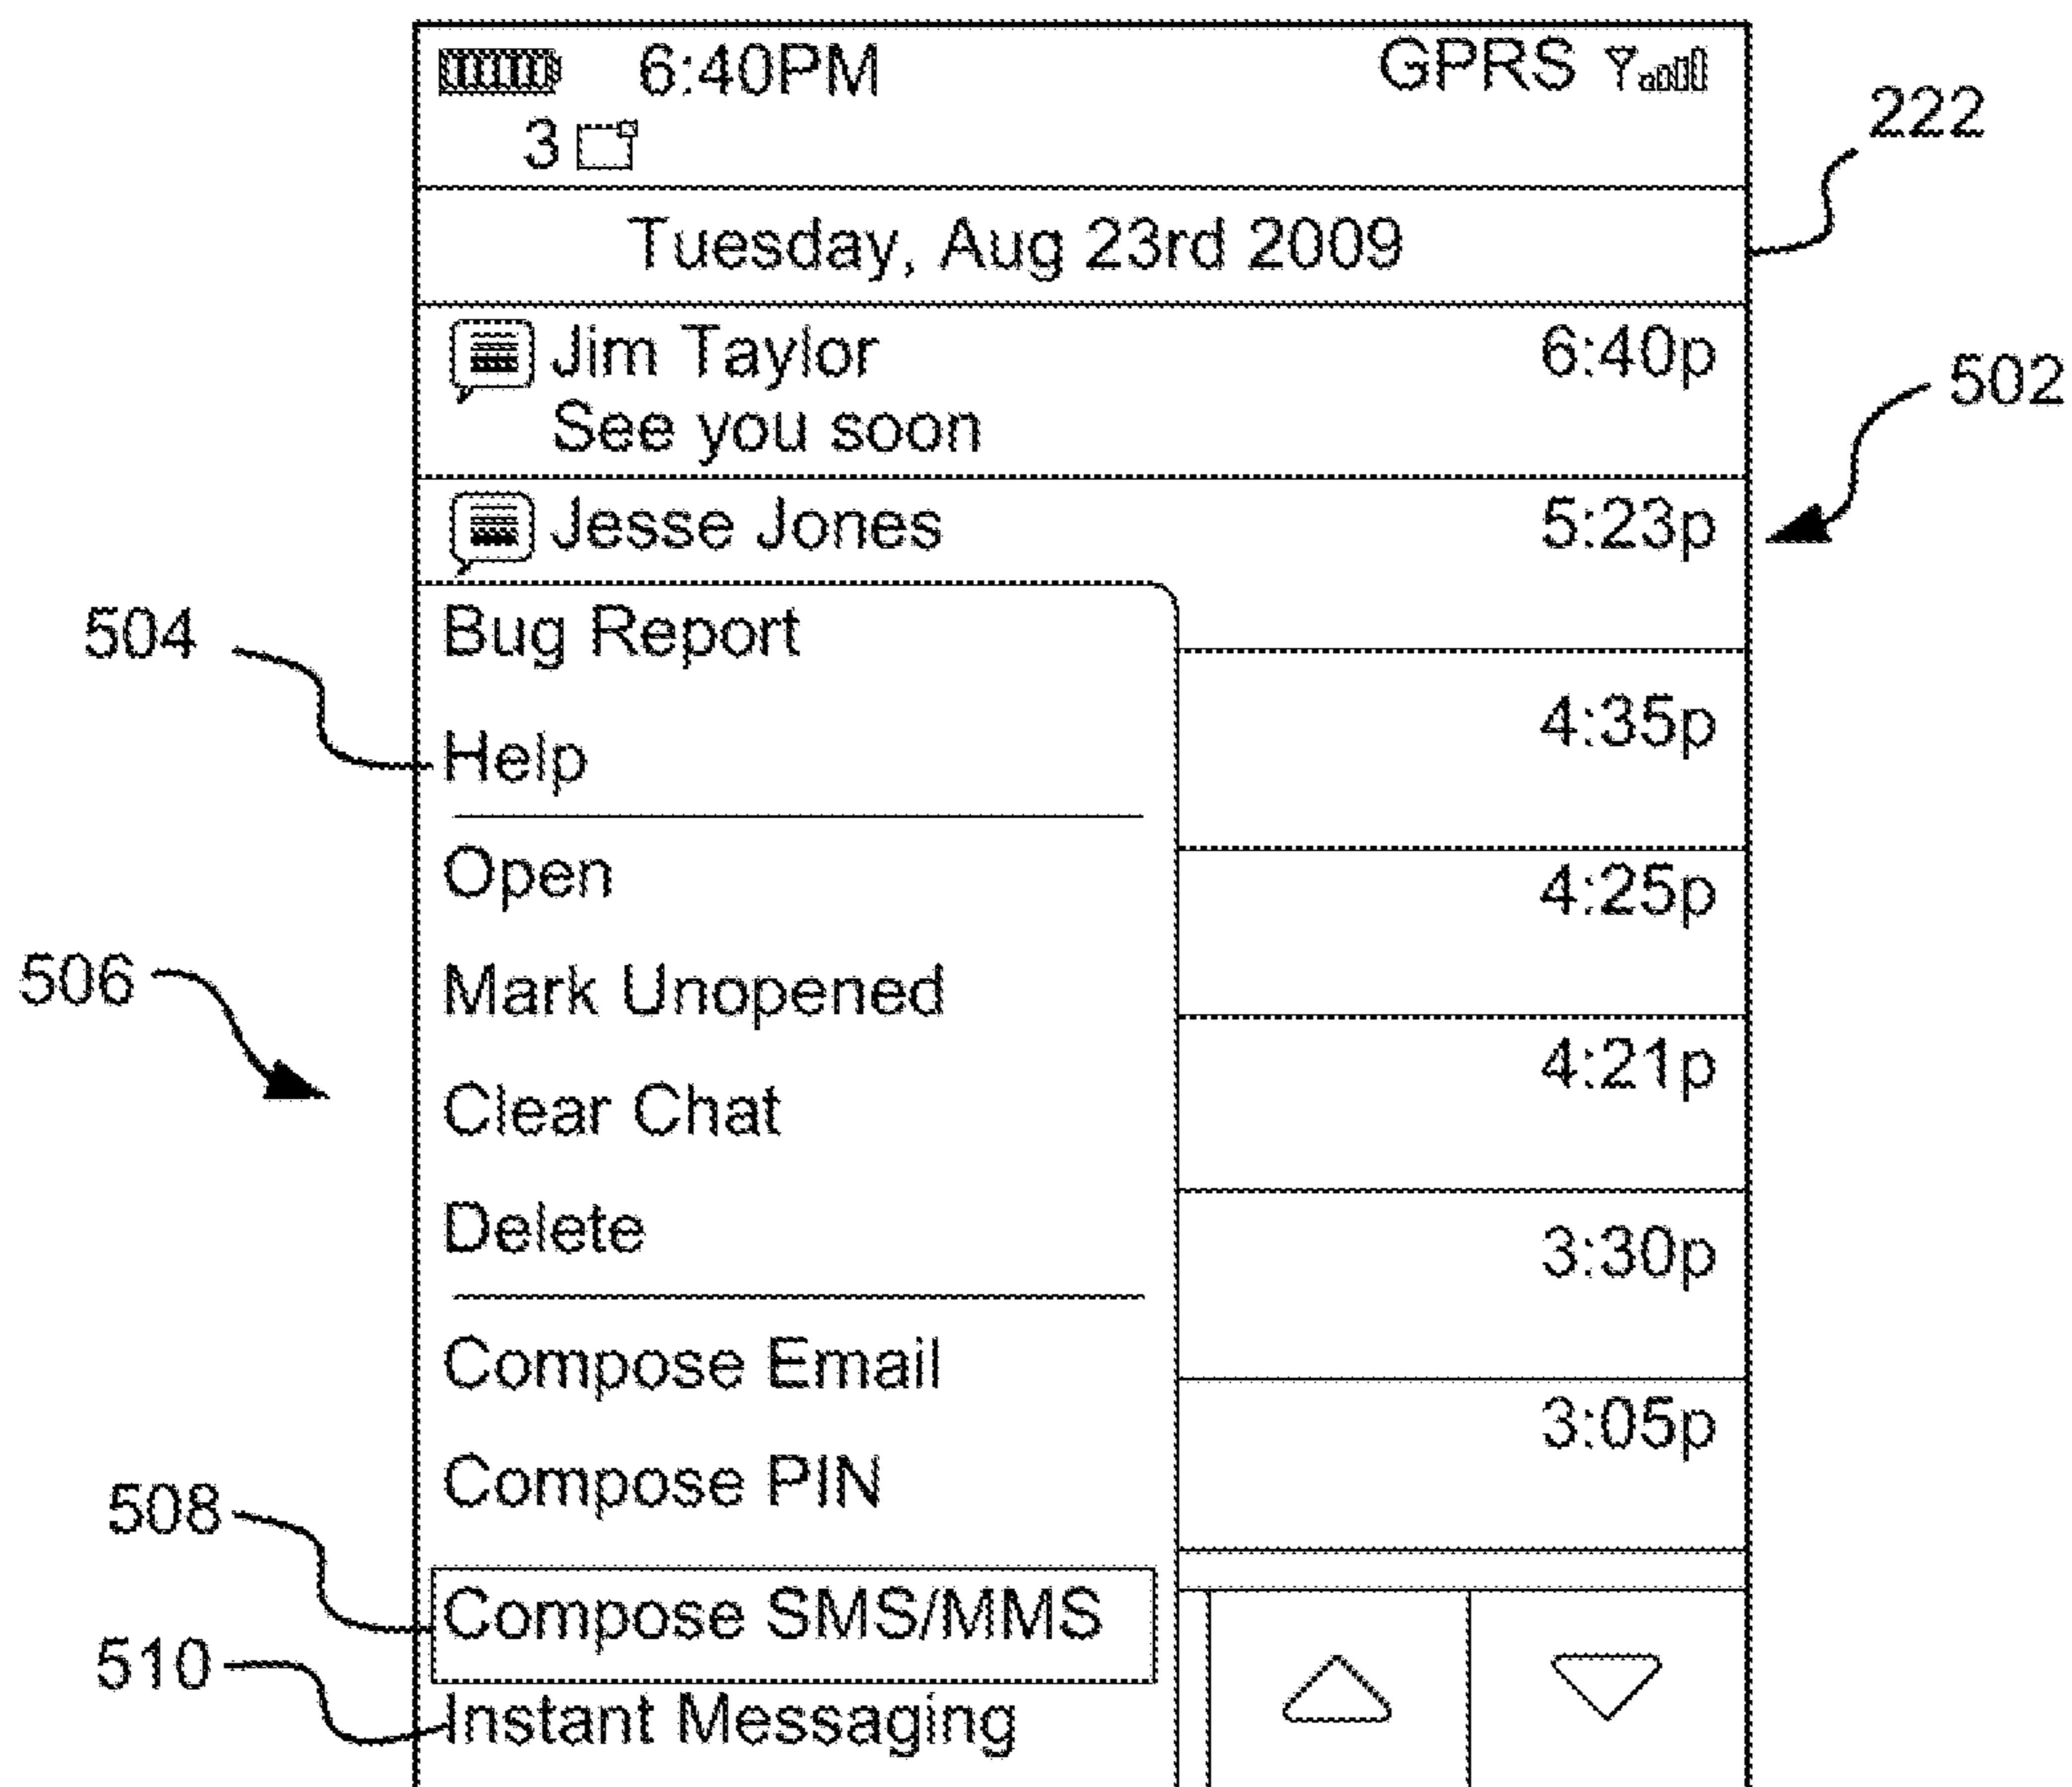 6:40PM GPRS
3
222
Tuesday, Aug 23rd 2009
Jim Taylor 6:40p
502
See you soon
Jesse Jones 5:23p
504
Bug Report
4:35p
Help
Open 4:25p
506
Mark Unopened
4:21p
Clear Chat
Delete 3:30p
Compose Email
3:05p
Compose PIN
508
Compose SMS/MMS
510
Instant Messaging